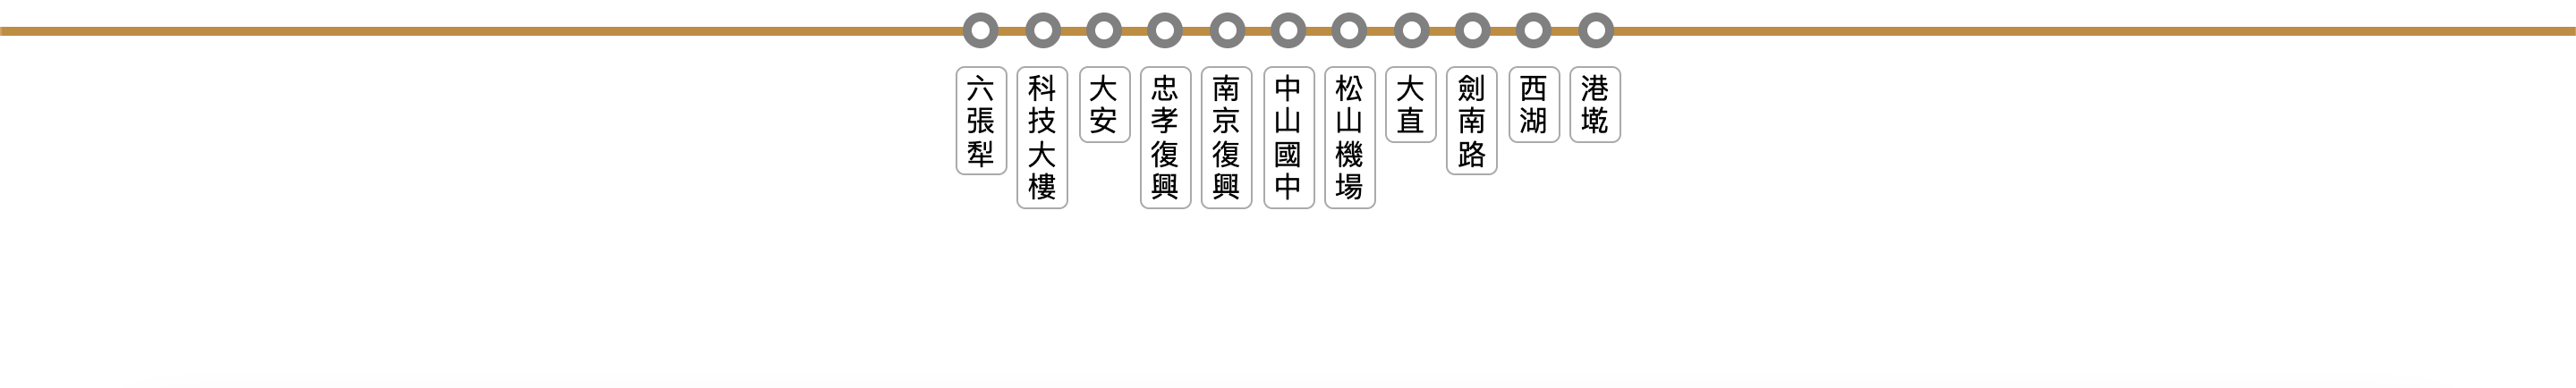 六張犁
科技大樓
大安
忠孝復興
南京復興
中山國中
松山機場
大直
劍南路
西湖
港墘